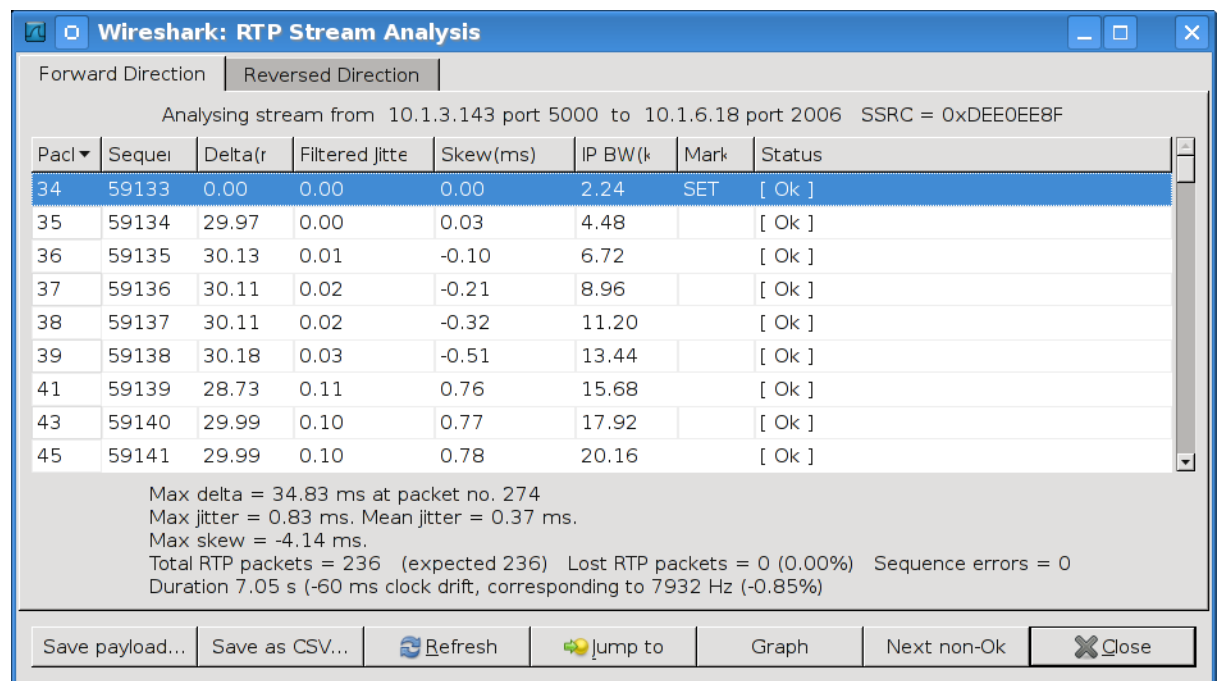 Wireshark: RTP Stream Analysis
Forward Direction Reversed Direction
Analysing stream from 10.1.3.143 port 5000 to 10.1.6.18 port 2006 SSRC = 0xDEE0EE8F
Pacl Sequer Delta(r Filtered Jitte Skew(ms) IP BW(k Mark Status
34 59133 0.00 0.00 0.00 2.24 SET [ Ok ]
35 59134 29.97 0.00 0.03 4.48 [ Ok ]
36 59135 30.13 0.01 -0.10 6.72 [ Ok ]
37 59136 30.11 0.02 -0.21 8.96 [ Ok ]
38 59137 30.11 0.02 -0.32 11.20 [ Ok ]
39 59138 30.18 0.03 -0.51 13.44 [ Ok ]
41 59139 28.73 0.11 0.76 15.68 [ Ok ]
43 59140 29.99 0.10 0.77 17.92 [ Ok ]
45 59141 29.99 0.10 0.78 20.16 [ Ok ]
Max delta = 34.83 ms at packet no. 274
Max jitter = 0.83 ms. Mean jitter = 0.37 ms.
Max skew = -4.14 ms.
Total RTP packets = 236 (expected 236) Lost RTP packets = 0 (0.00%) Sequence errors = 0
Duration 7.05 s (-60 ms clock drift, corresponding to 7932 Hz (-0.85%)
Save payload... Save as CSV... Refresh Jump to Graph Next non-Ok Close